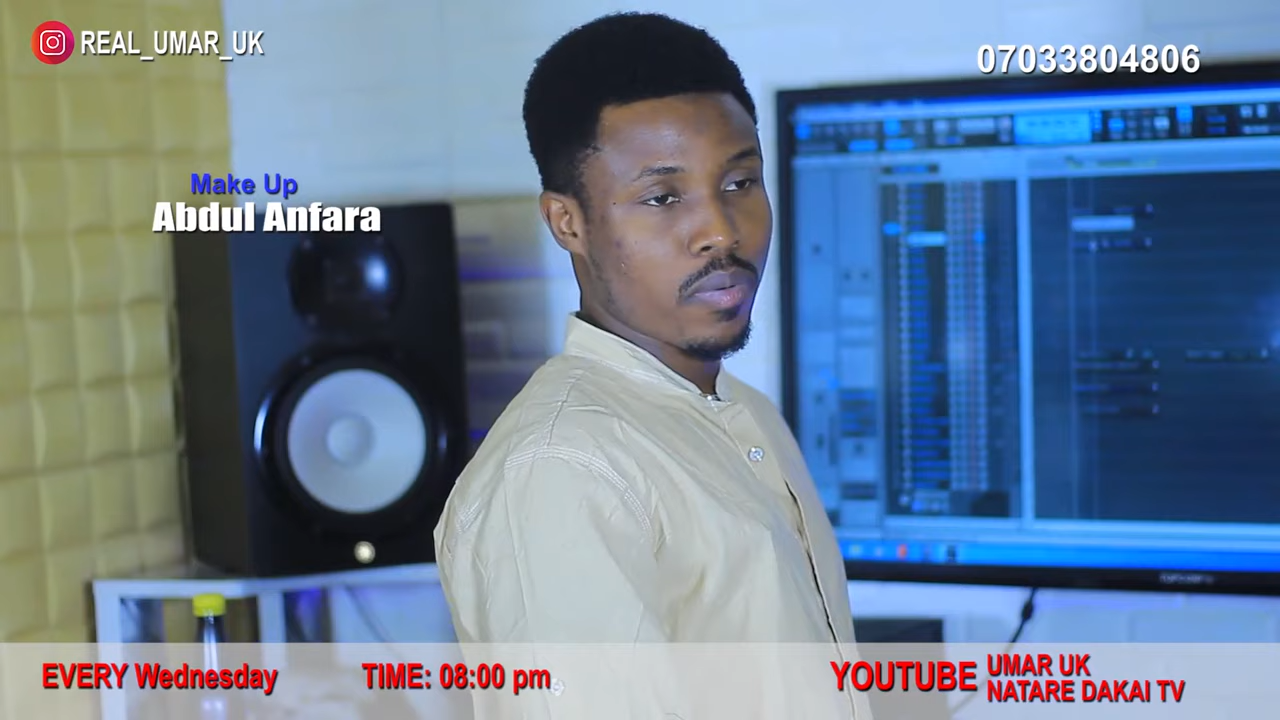 REAL_UMAR_UK
07033804806
Make Up
Abdul Anfara
EVERY Wednesday
TIME: 08:00 pm
YOUTUBE
UMAR UK
NATARE DAKAI TV